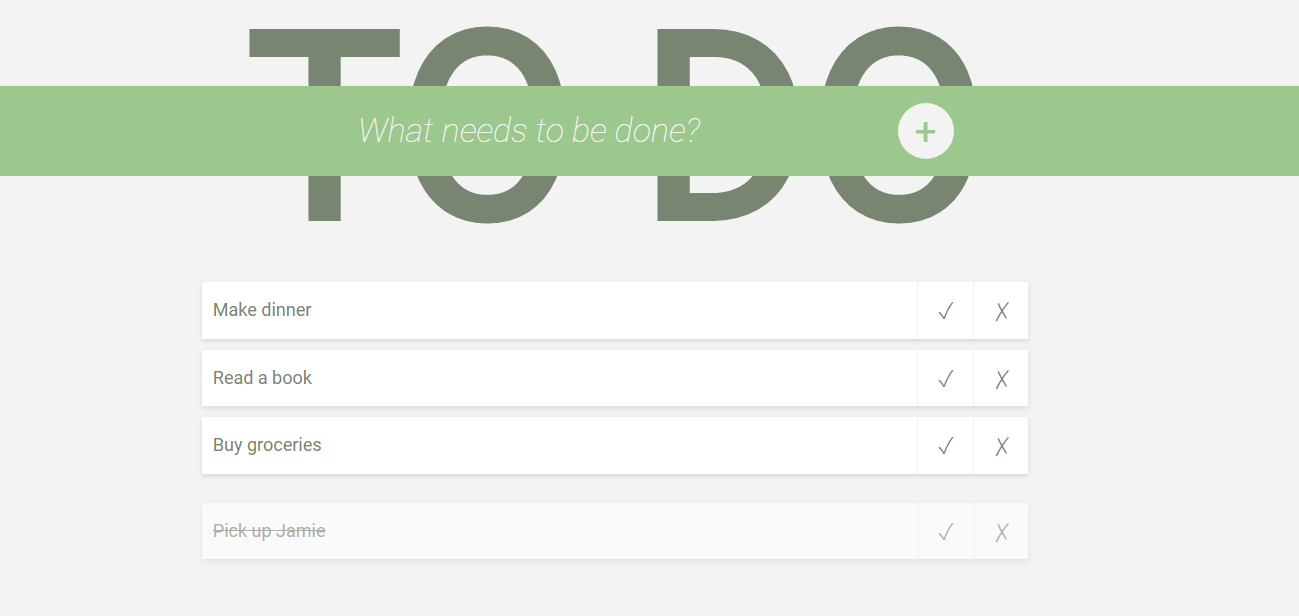 TO DO
What needs to be done?
+
Make dinner ✓ ✗
Read a book ✓ ✗
Buy groceries ✓ ✗
Pick up Jamie ✓ ✗